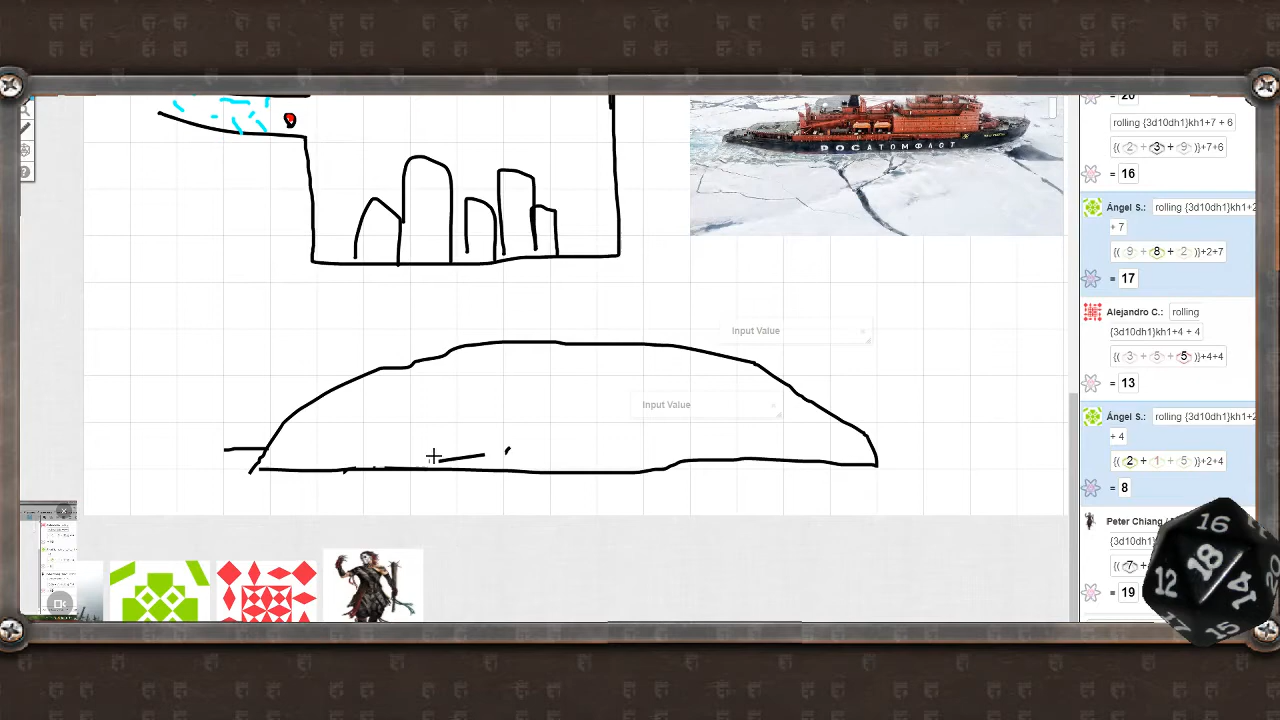 РОСАТОМФЛОТ
Input Value
Input Value
20
rolling {3d10dh1}kh1+7 + 6
{( 2 + 3 + 9 )}+7+6
= 16
Ángel S.: rolling {3d10dh1}kh1+2
+ 7
{( 9 + 8 + 2 )}+2+7
= 17
Alejandro C.: rolling
{3d10dh1}kh1+4 + 4
{( 3 + 5 + 5 )}+4+4
= 13
Ángel S.: rolling {3d10dh1}kh1+2
+ 4
{( 2 + 1 + 5 )}+2+4
= 8
Peter Chiang /
{3d10dh1}
{( 7 +
= 19
16
18
12
14
20
17
15